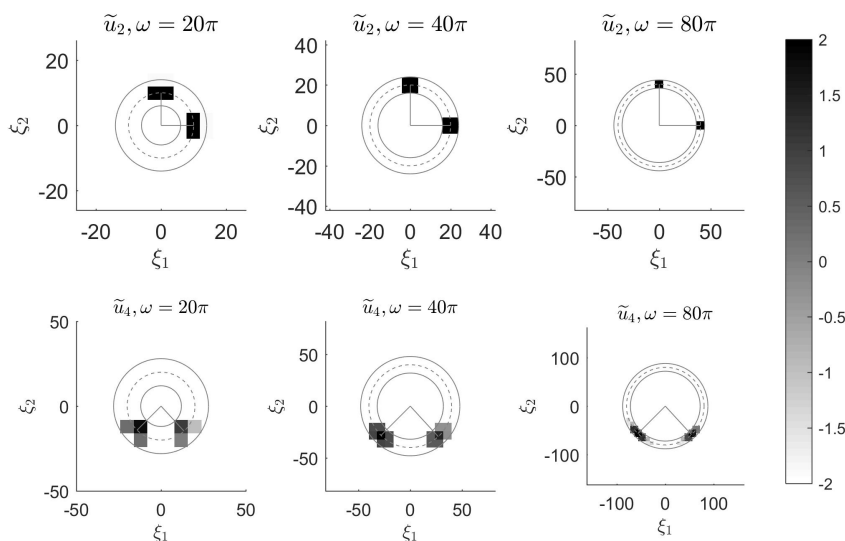 ũ₂, ω = 20π
ũ₂, ω = 40π
ũ₂, ω = 80π
20
0
-20
ξ₂
-20 0 20
ξ₁
40
20
0
-20
-40
ξ₂
-40 -20 0 20 40
ξ₁
50
0
-50
ξ₂
-50 0 50
ξ₁
ũ₄, ω = 20π
ũ₄, ω = 40π
ũ₄, ω = 80π
50
0
-50
ξ₂
-50 0 50
ξ₁
50
0
-50
ξ₂
-50 0 50
ξ₁
100
0
-100
ξ₂
-100 0 100
ξ₁
2
1.5
1
0.5
0
-0.5
-1
-1.5
-2